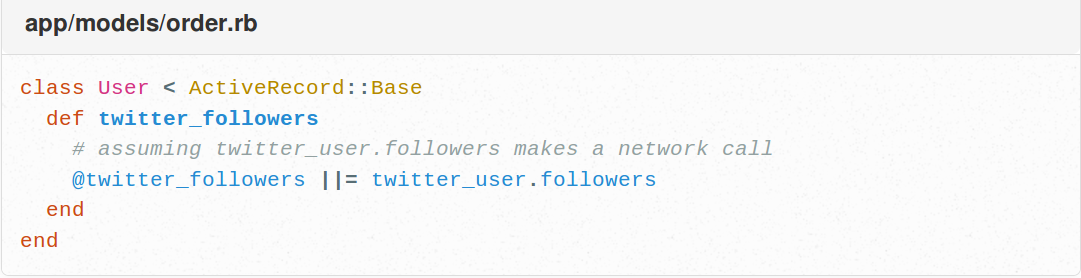 app/models/order.rb
class User < ActiveRecord::Base
  def twitter_followers
    # assuming twitter_user.followers makes a network call
    @twitter_followers ||= twitter_user.followers
  end
end